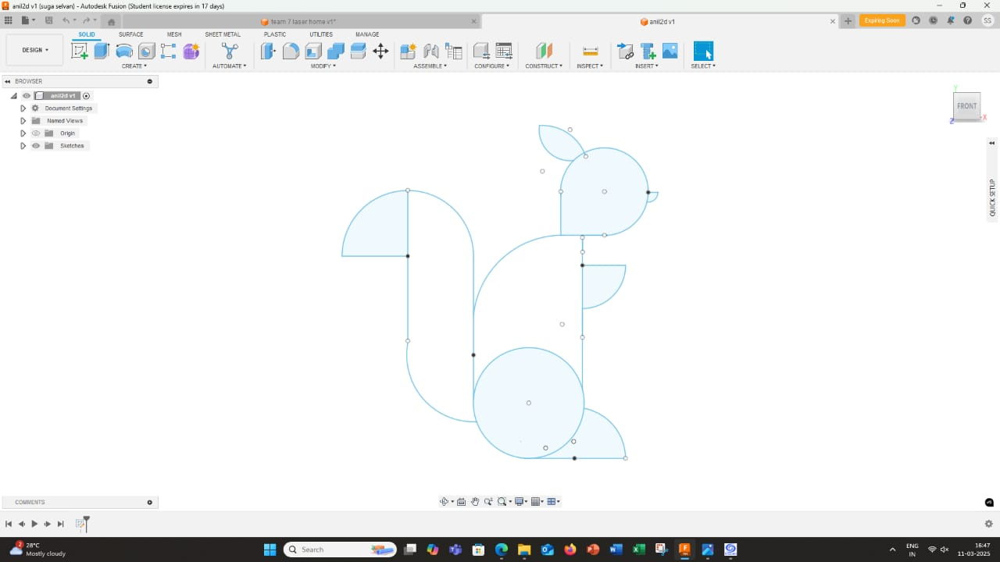 anil2d v1 (suga selvan) - Autodesk Fusion (Student license expires in 17 days)
team 7 laser home v1*
anil2d v1
Expiring Soon
SS
SOLID SURFACE MESH SHEET METAL PLASTIC UTILITIES MANAGE
DESIGN
CREATE AUTOMATE MODIFY ASSEMBLE CONFIGURE CONSTRUCT INSPECT INSERT SELECT
BROWSER
anil2d v1
Document Settings
Named Views
Origin
Sketches
Y
FRONT
Z
X
QUICK SETUP
COMMENTS
2
28°C
Mostly cloudy
Search
ENG
IN
16:47
11-03-2025